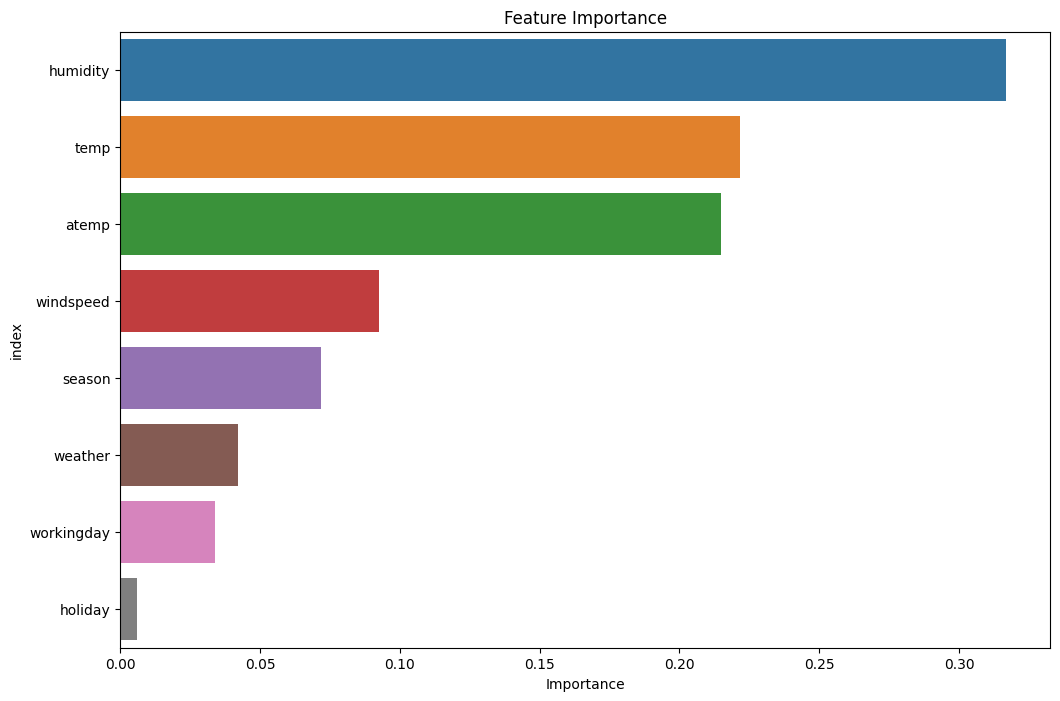 Feature Importance
humidity
temp
atemp
windspeed
index
season
weather
workingday
holiday
0.00 0.05 0.10 0.15 0.20 0.25 0.30
Importance